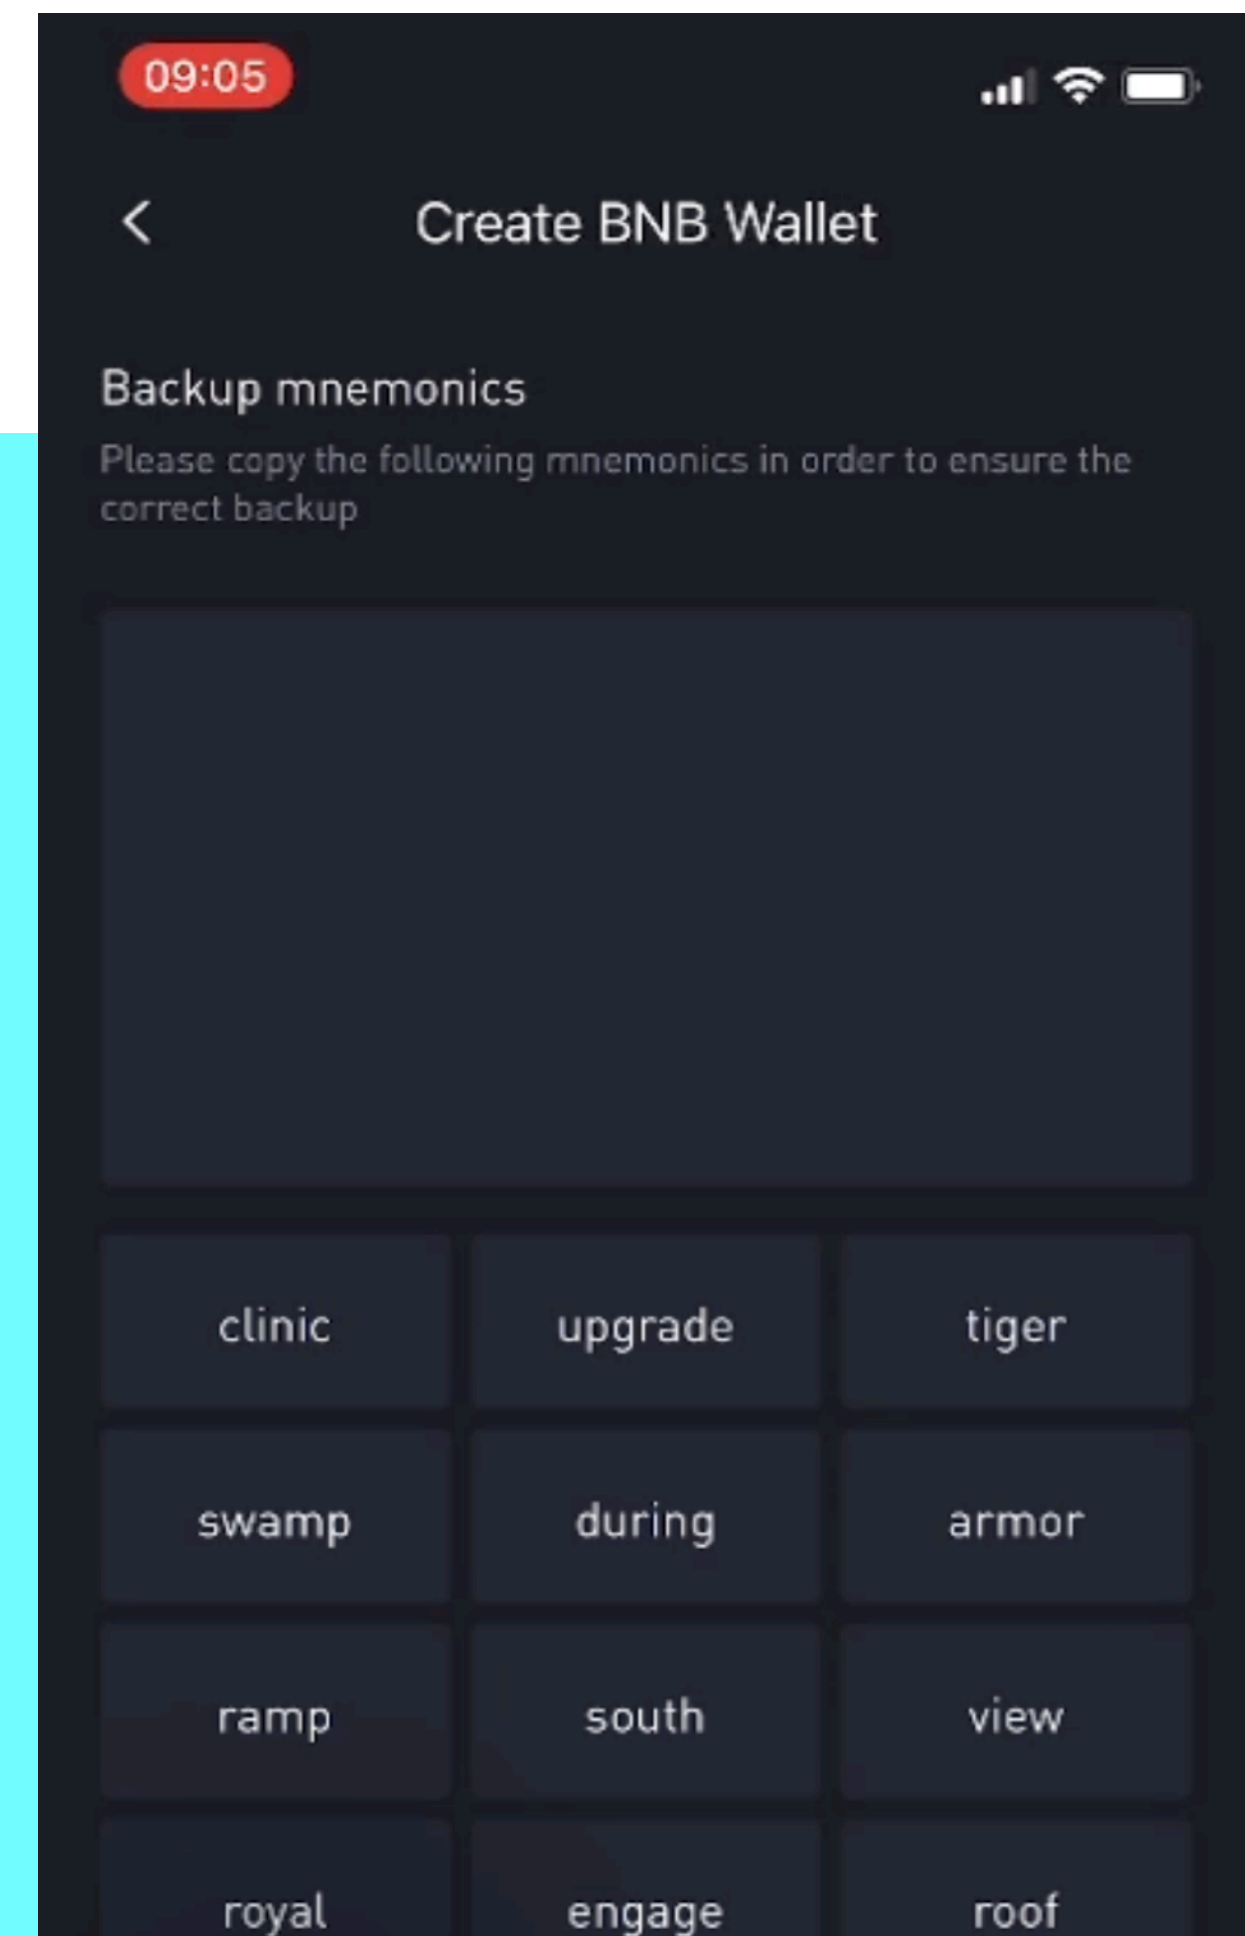 09:05
Create BNB Wallet
Backup mnemonics
Please copy the following mnemonics in order to ensure the
correct backup
clinic upgrade tiger
swamp during armor
ramp south view
royal engage roof